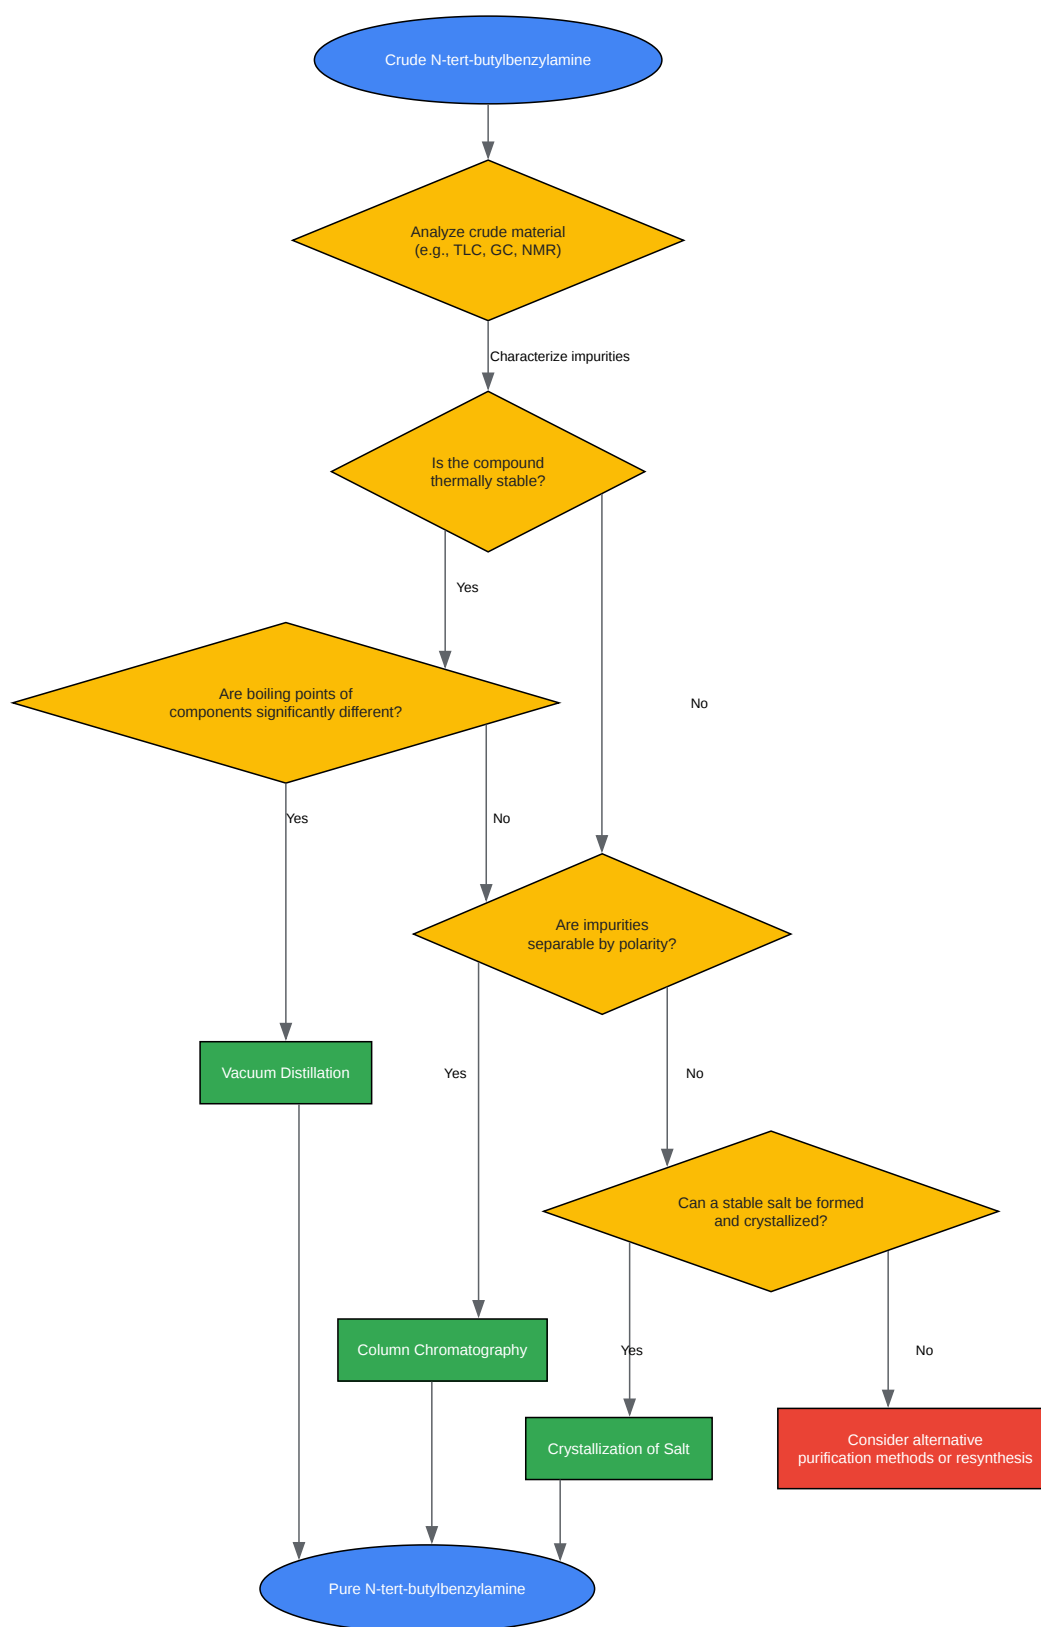 Crude N-tert-butylbenzylamine
Analyze crude material
(e.g., TLC, GC, NMR)
Characterize impurities
Is the compound
thermally stable?
Yes
Are boiling points of
components significantly different?
No
Yes
No
Are impurities
separable by polarity?
Vacuum Distillation
Yes
No
Can a stable salt be formed
and crystallized?
Column Chromatography
Yes
No
Crystallization of Salt
Consider alternative
purification methods or resynthesis
Pure N-tert-butylbenzylamine